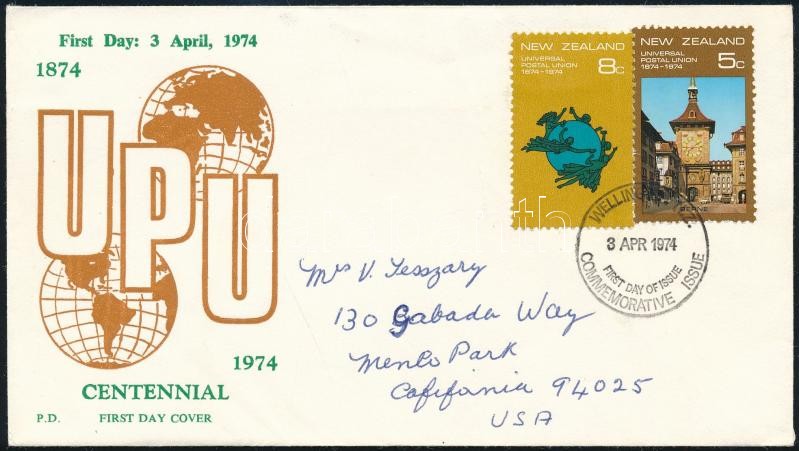 First Day: 3 April, 1974
1874
UPU
1974
CENTENNIAL
P.D. FIRST DAY COVER
NEW ZEALAND
UNIVERSAL
POSTAL UNION
1874-1974
8c
NEW ZEALAND
UNIVERSAL
POSTAL UNION
1874-1974
5c
BERNE
3 APR 1974
FIRST DAY OF ISSUE
COMMEMORATIVE ISSUE
Mrs V. Tesszary
130 Gabada Way
Menlo Park
California 94025
USA